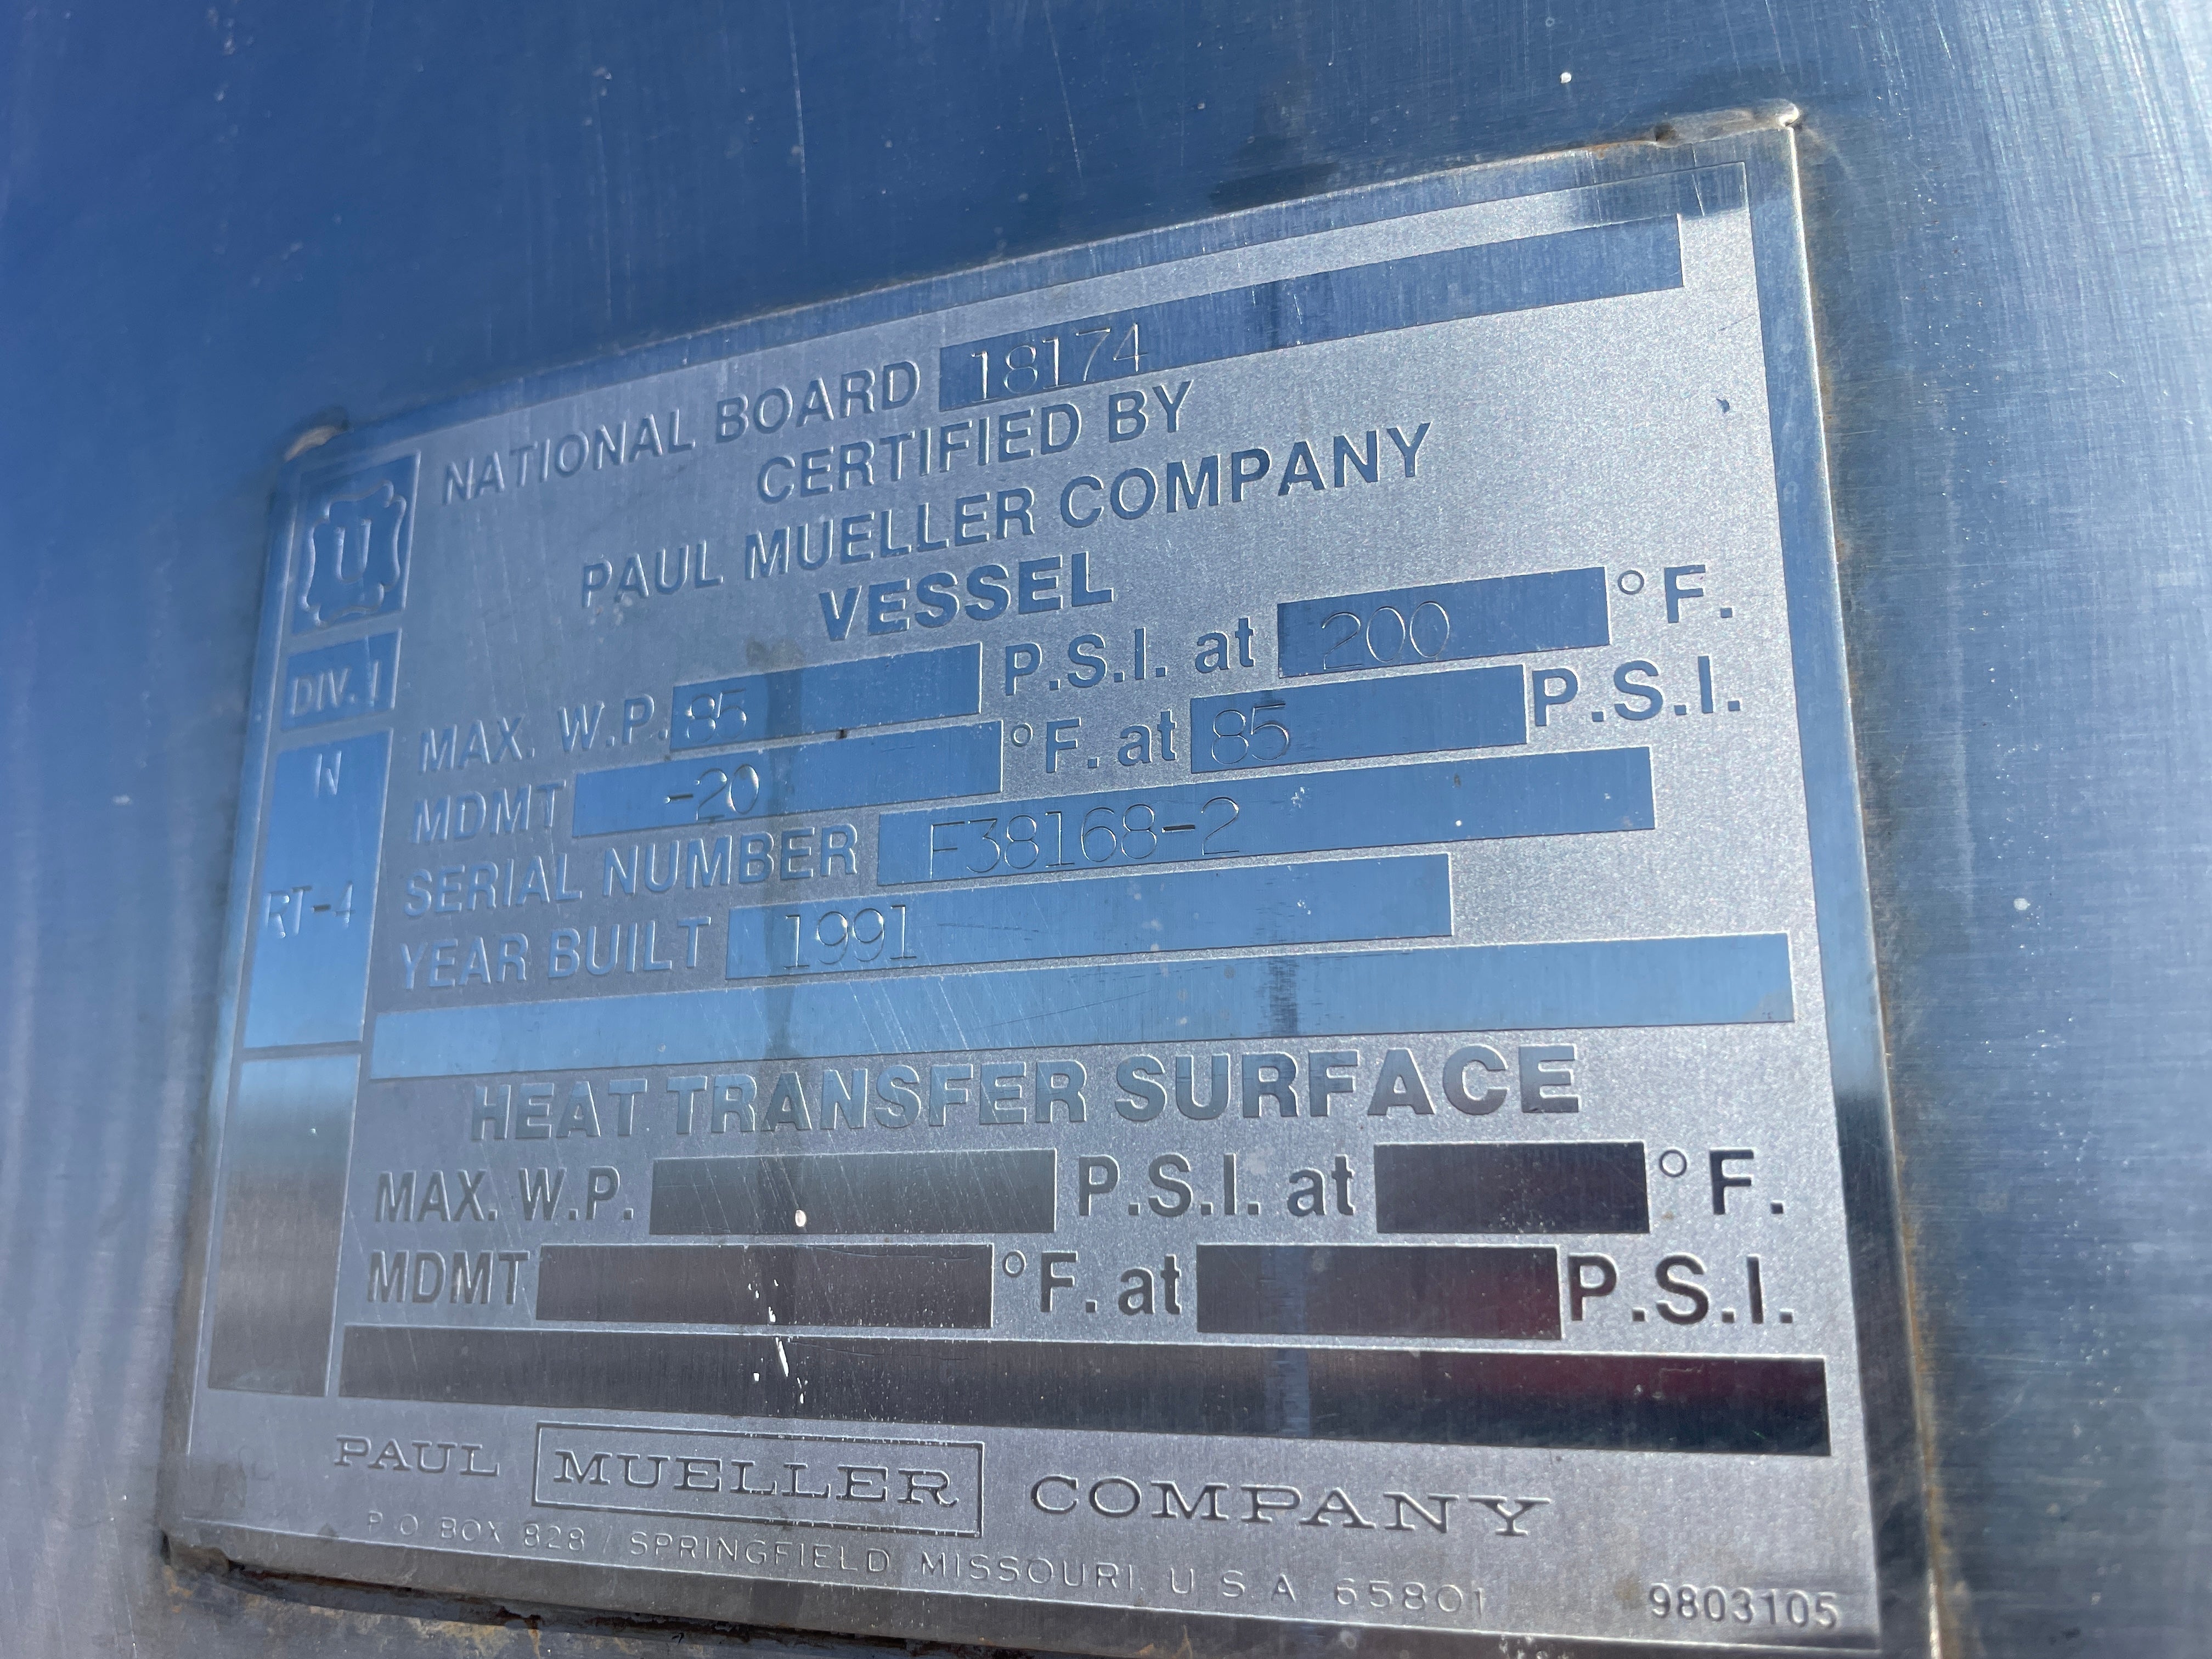 NATIONAL BOARD 18174
CERTIFIED BY
PAUL MUELLER COMPANY
VESSEL
U
DIV. 1
W
RT-4
MAX. W.P. 85 P.S.I. at 200 °F.
MDMT -20 °F. at 85 P.S.I.
SERIAL NUMBER F38168-2
YEAR BUILT 1991
HEAT TRANSFER SURFACE
MAX. W.P. P.S.I. at °F.
MDMT °F. at P.S.I.
PAUL MUELLER COMPANY
P O BOX 828 / SPRINGFIELD MISSOURI, U S A 65801
9803105